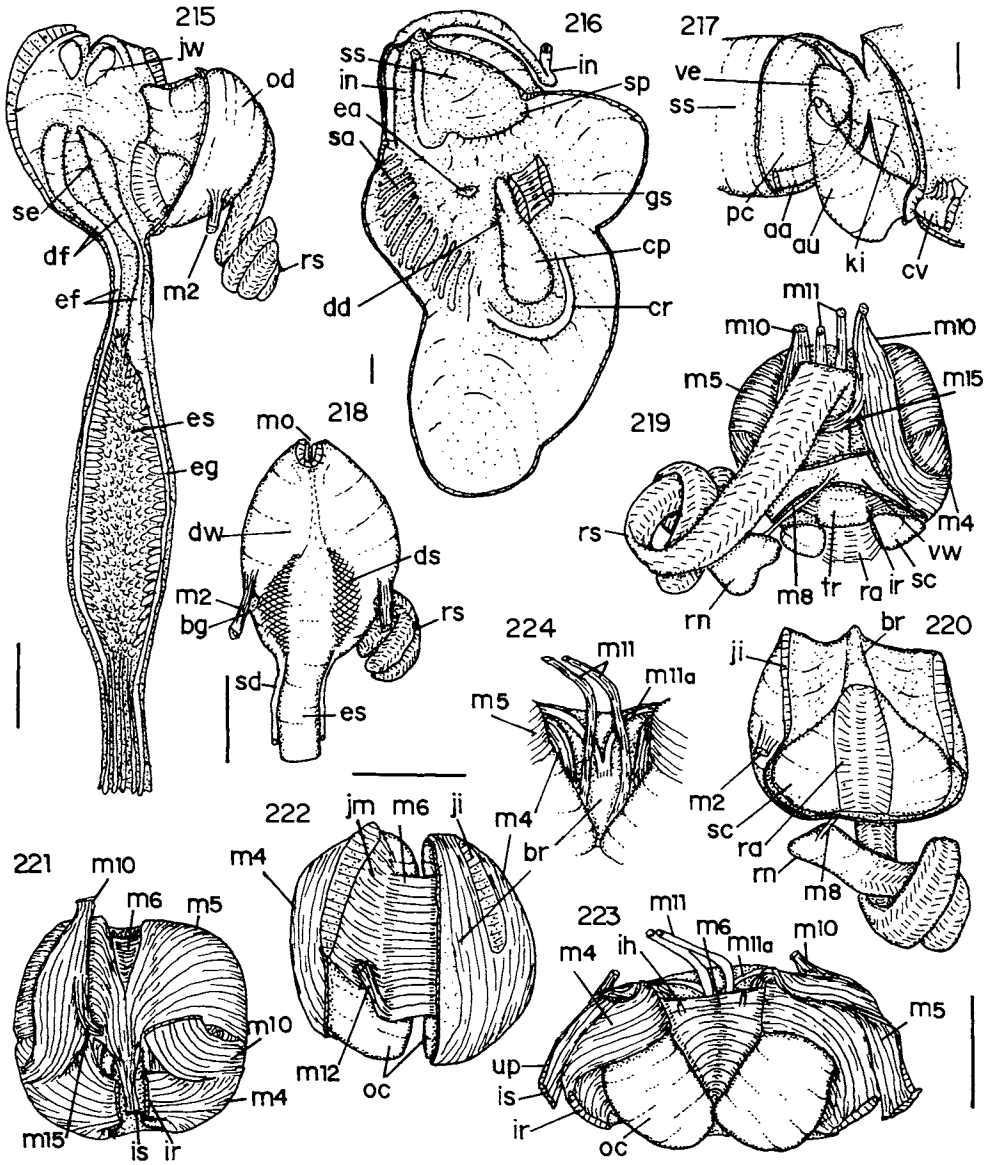 215
jw
od
se
df
m2
rs
ef
es
eg
216
ss
in
in
sp
ea
sa
gs
cp
dd
cr
217
ve
ss
pc
aa
au
ki
cv
218
mo
dw
ds
m2
bg
rs
sd
es
219
m11
m10
m10
m5
m15
rs
m4
vw
rn
m8
tr
ra
ir
sc
220
br
ji
m2
sc
ra
rn
m8
224
m11
m11a
m5
m4
br
222
jm
m6
ji
m4
m12
oc
221
m10
m6
m5
m10
m4
m15
is
ir
223
m11
m6
m11a
m10
ih
m4
m5
up
is
ir
oc